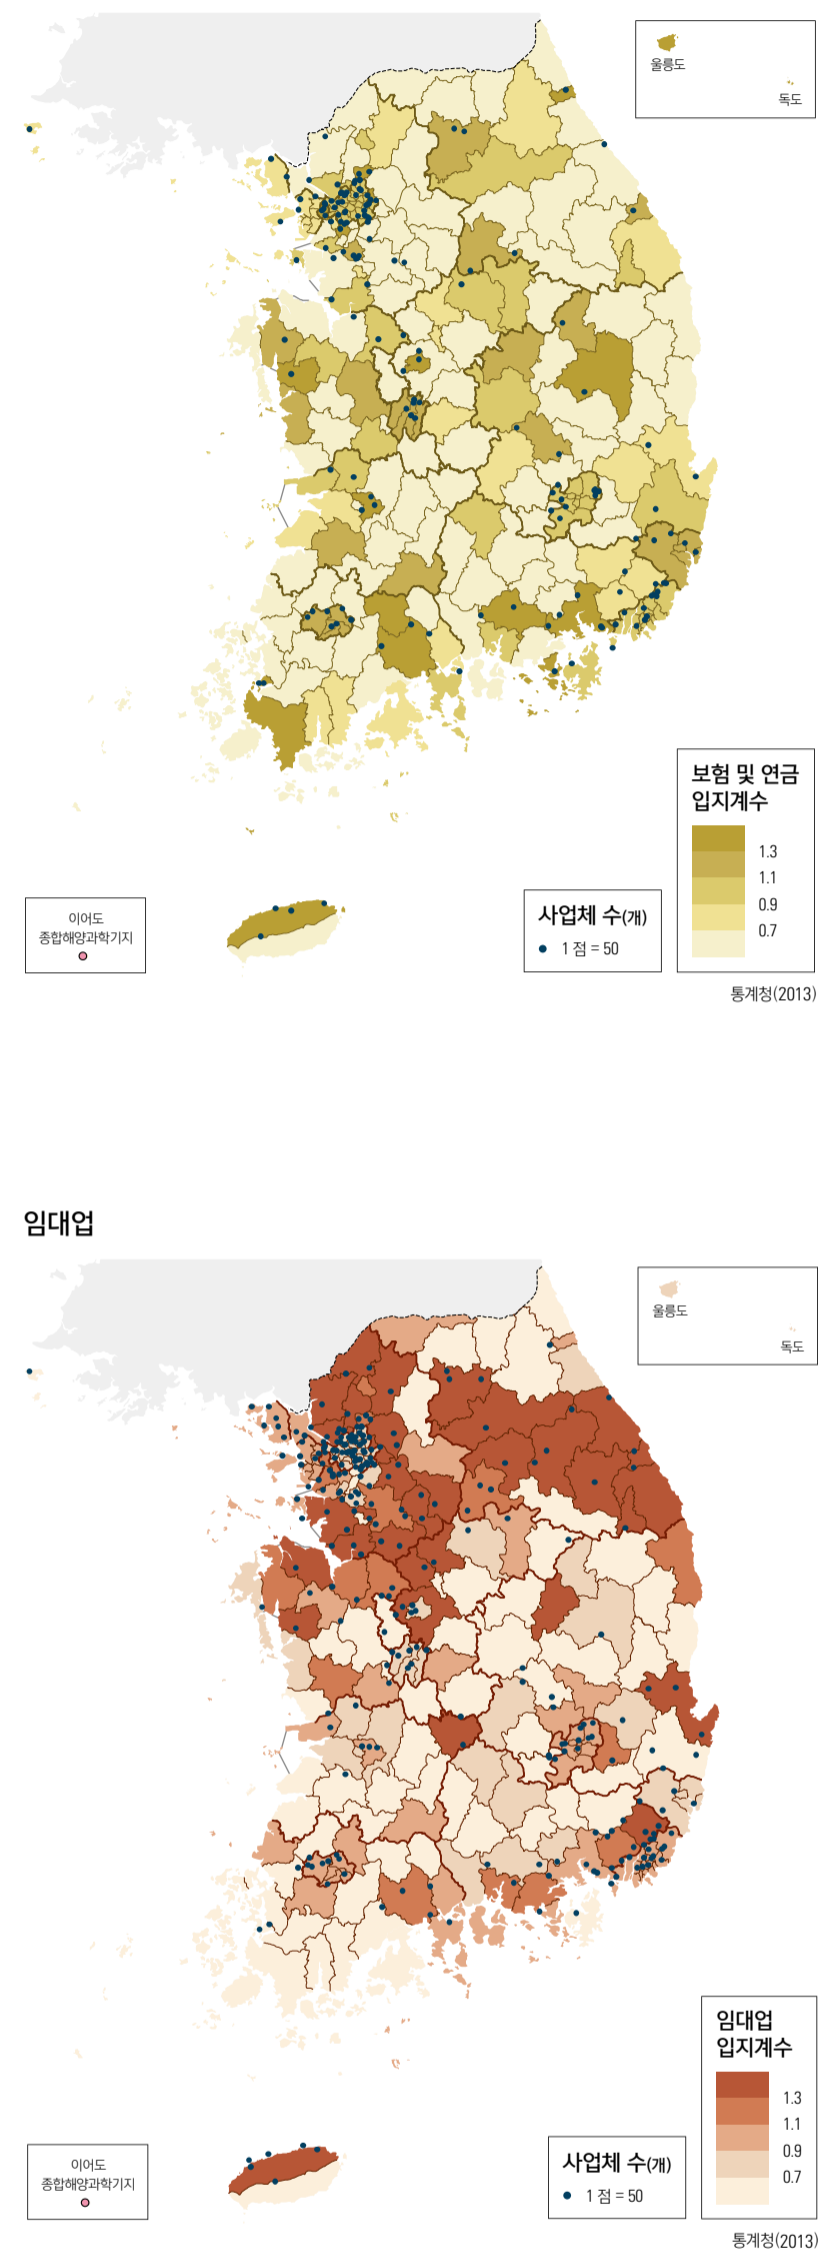 울릉도
독도
보험 및 연금
입지계수
1.3
1.1
0.9
0.7
사업체 수(개)
1 점 = 50
이어도
종합해양과학기지
통계청(2013)
임대업
울릉도
독도
임대업
입지계수
1.3
1.1
0.9
0.7
사업체 수(개)
1 점 = 50
이어도
종합해양과학기지
통계청(2013)